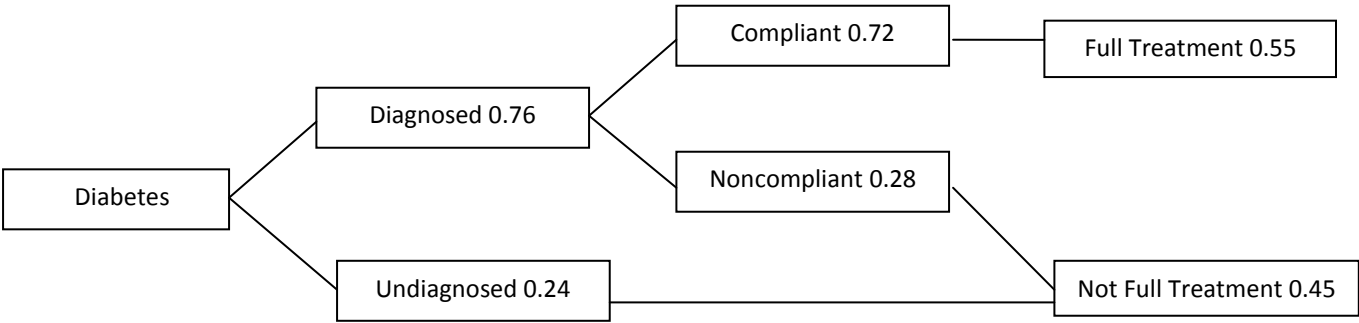 Compliant 0.72
Full Treatment 0.55
Diagnosed 0.76
Noncompliant 0.28
Diabetes
Undiagnosed 0.24
Not Full Treatment 0.45